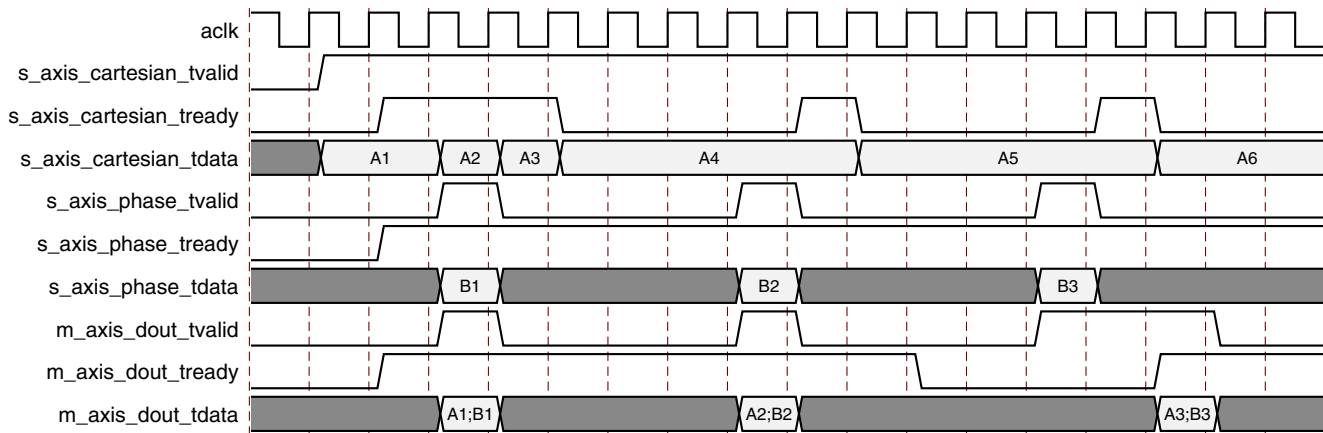 aclk
s_axis_cartesian_tvalid
s_axis_cartesian_tready
s_axis_cartesian_tdata A1 A2 A3 A4 A5 A6
s_axis_phase_tvalid
s_axis_phase_tready
s_axis_phase_tdata B1 B2 B3
m_axis_dout_tvalid
m_axis_dout_tready
m_axis_dout_tdata A1;B1 A2;B2 A3;B3